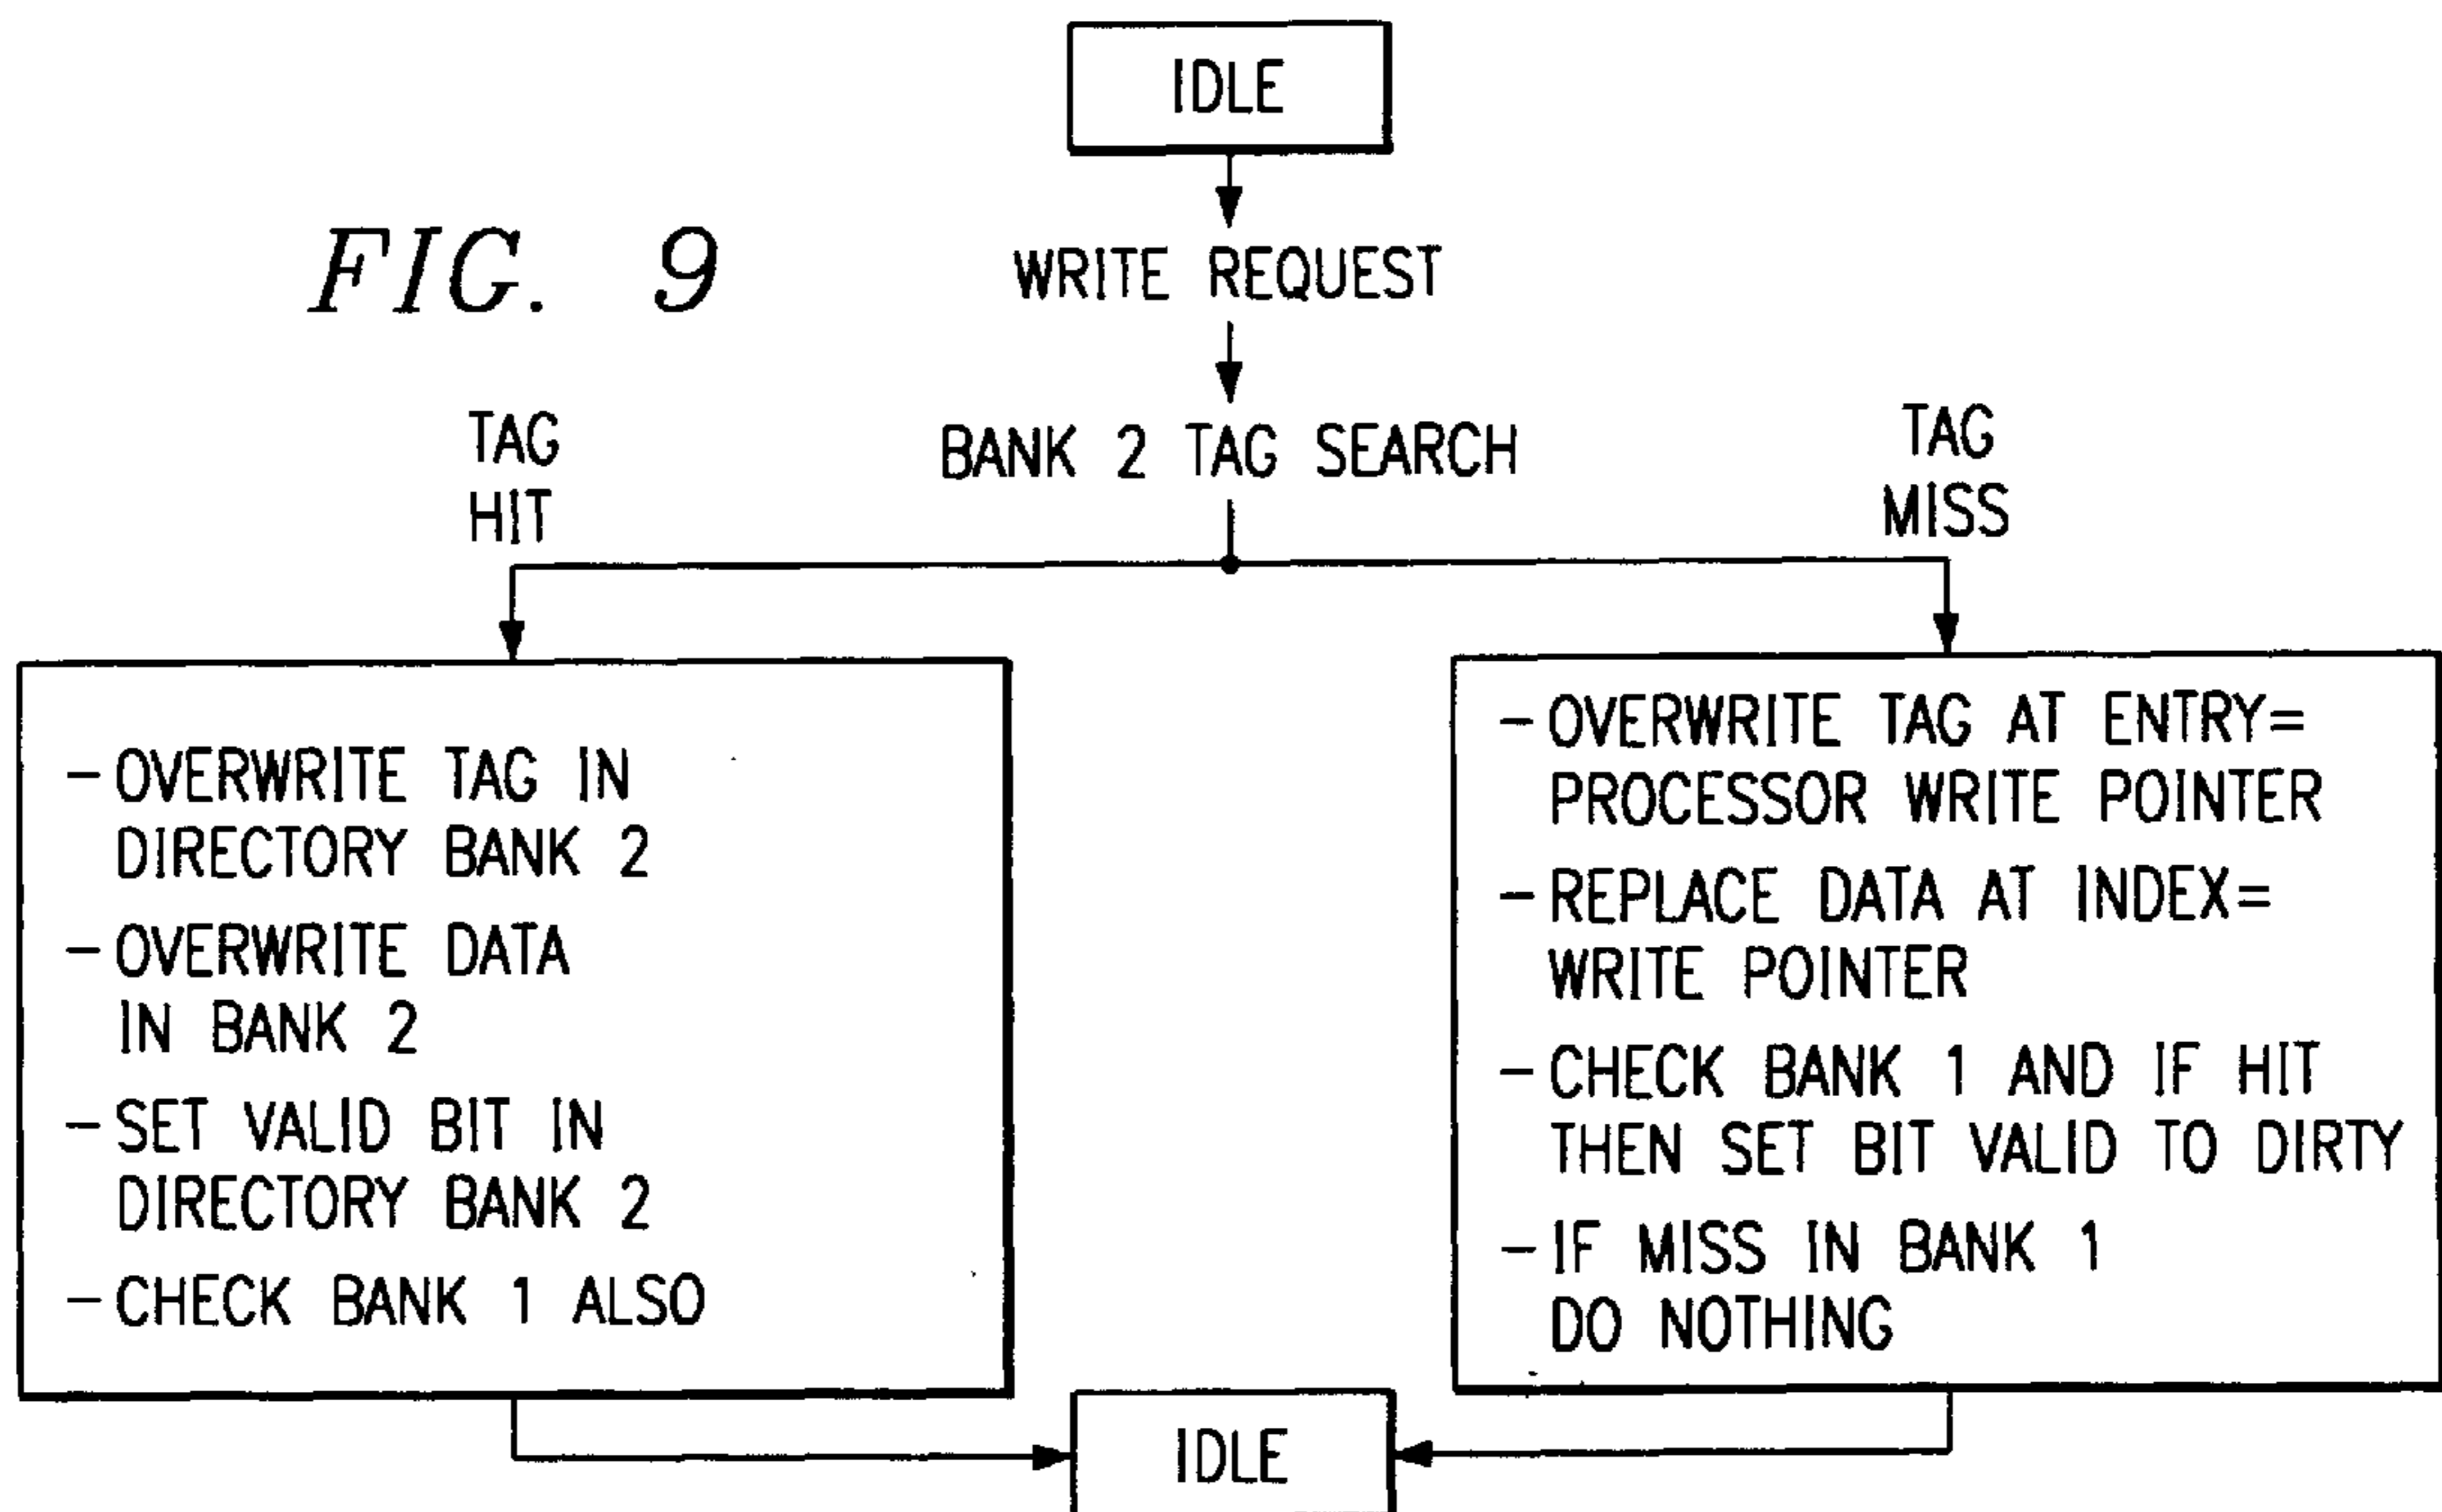 IDLE
FIG. 9
WRITE REQUEST
BANK 2 TAG SEARCH
TAG
HIT
TAG
MISS
-OVERWRITE TAG IN
DIRECTORY BANK 2
-OVERWRITE DATA
IN BANK 2
-SET VALID BIT IN
DIRECTORY BANK 2
-CHECK BANK 1 ALSO
-OVERWRITE TAG AT ENTRY=
PROCESSOR WRITE POINTER
-REPLACE DATA AT INDEX=
WRITE POINTER
-CHECK BANK 1 AND IF HIT
THEN SET BIT VALID TO DIRTY
-IF MISS IN BANK 1
DO NOTHING
IDLE